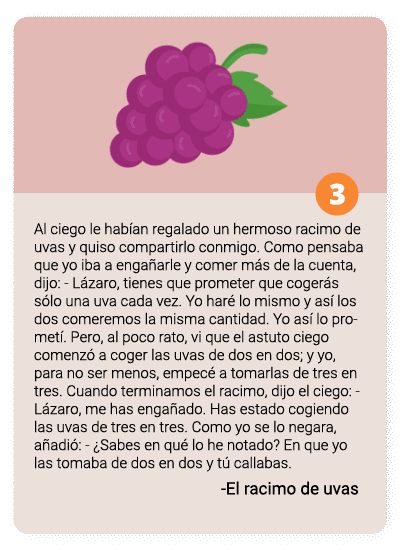 3
Al ciego le habían regalado un hermoso racimo de
uvas y quiso compartirlo conmigo. Como pensaba
que yo iba a engañarle y comer más de la cuenta,
dijo: - Lázaro, tienes que prometer que cogerás
sólo una uva cada vez. Yo haré lo mismo y así los
dos comeremos la misma cantidad. Yo así lo pro-
metí. Pero, al poco rato, vi que el astuto ciego
comenzó a coger las uvas de dos en dos; y yo,
para no ser menos, empecé a tomarlas de tres en
tres. Cuando terminamos el racimo, dijo el ciego: -
Lázaro, me has engañado. Has estado cogiendo
las uvas de tres en tres. Como yo se lo negara,
añadió: - ¿Sabes en qué lo he notado? En que yo
las tomaba de dos en dos y tú callabas.
-El racimo de uvas